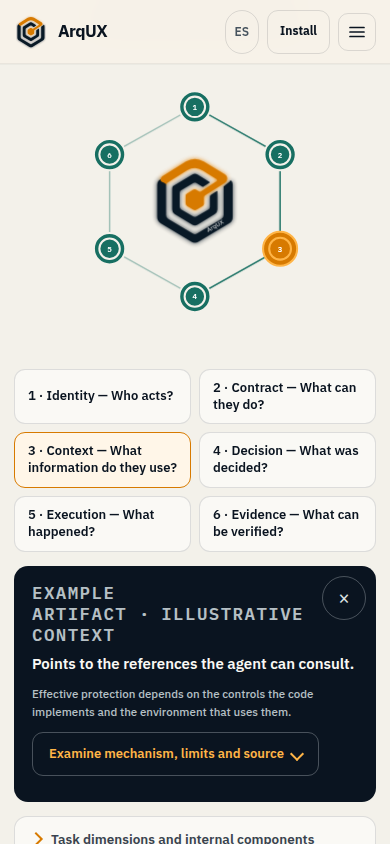 ArqUX
ES
Install
1
2
3
4
5
6
ArqUX
1 · Identity — Who acts?
2 · Contract — What can
they do?
3 · Context — What
information do they use?
4 · Decision — What was
decided?
5 · Execution — What
happened?
6 · Evidence — What can
be verified?
EXAMPLE
ARTIFACT · ILLUSTRATIVE
CONTEXT
×
Points to the references the agent can consult.
Effective protection depends on the controls the code
implements and the environment that uses them.
Examine mechanism, limits and source
Task dimensions and internal components